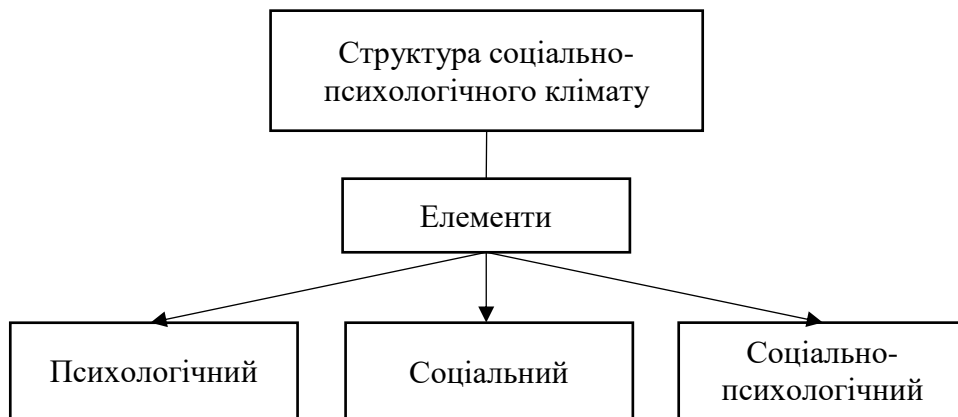 Структура соціально-
психологічного клімату
Елементи
Психологічний
Соціальний
Соціально-
психологічний